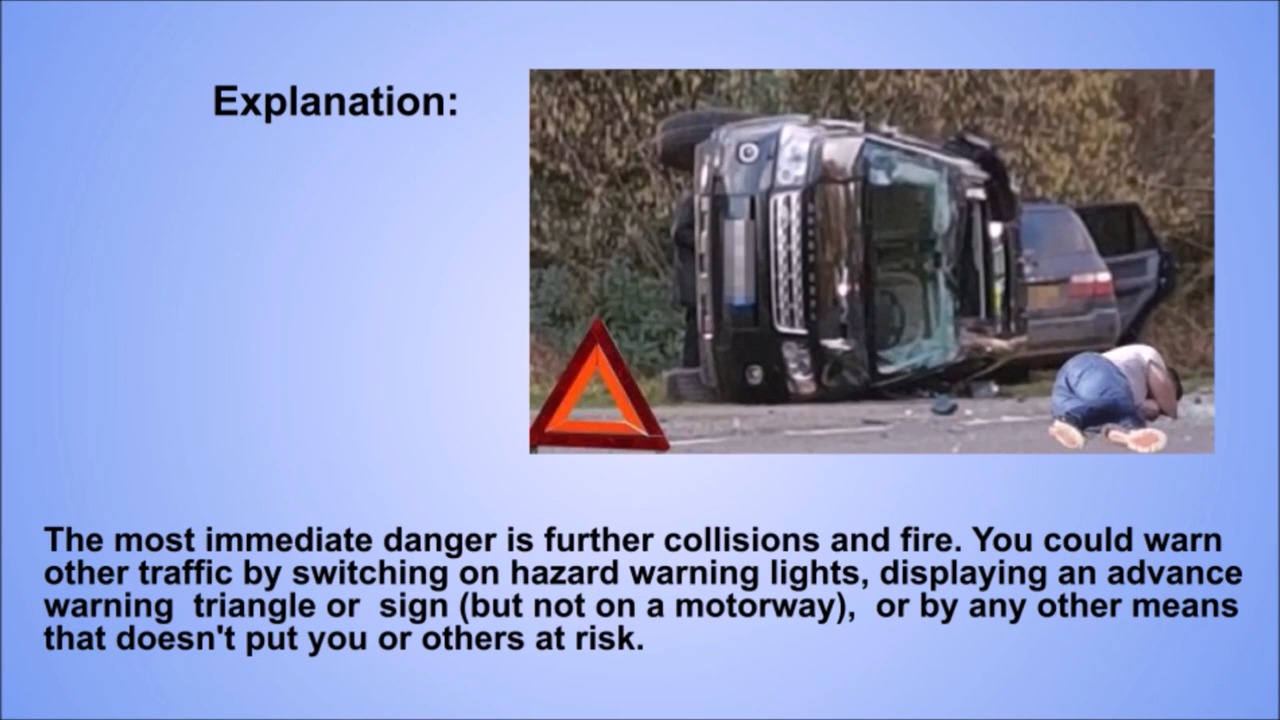 Explanation:
The most immediate danger is further collisions and fire. You could warn
other traffic by switching on hazard warning lights, displaying an advance
warning  triangle or  sign (but not on a motorway),  or by any other means
that doesn't put you or others at risk.